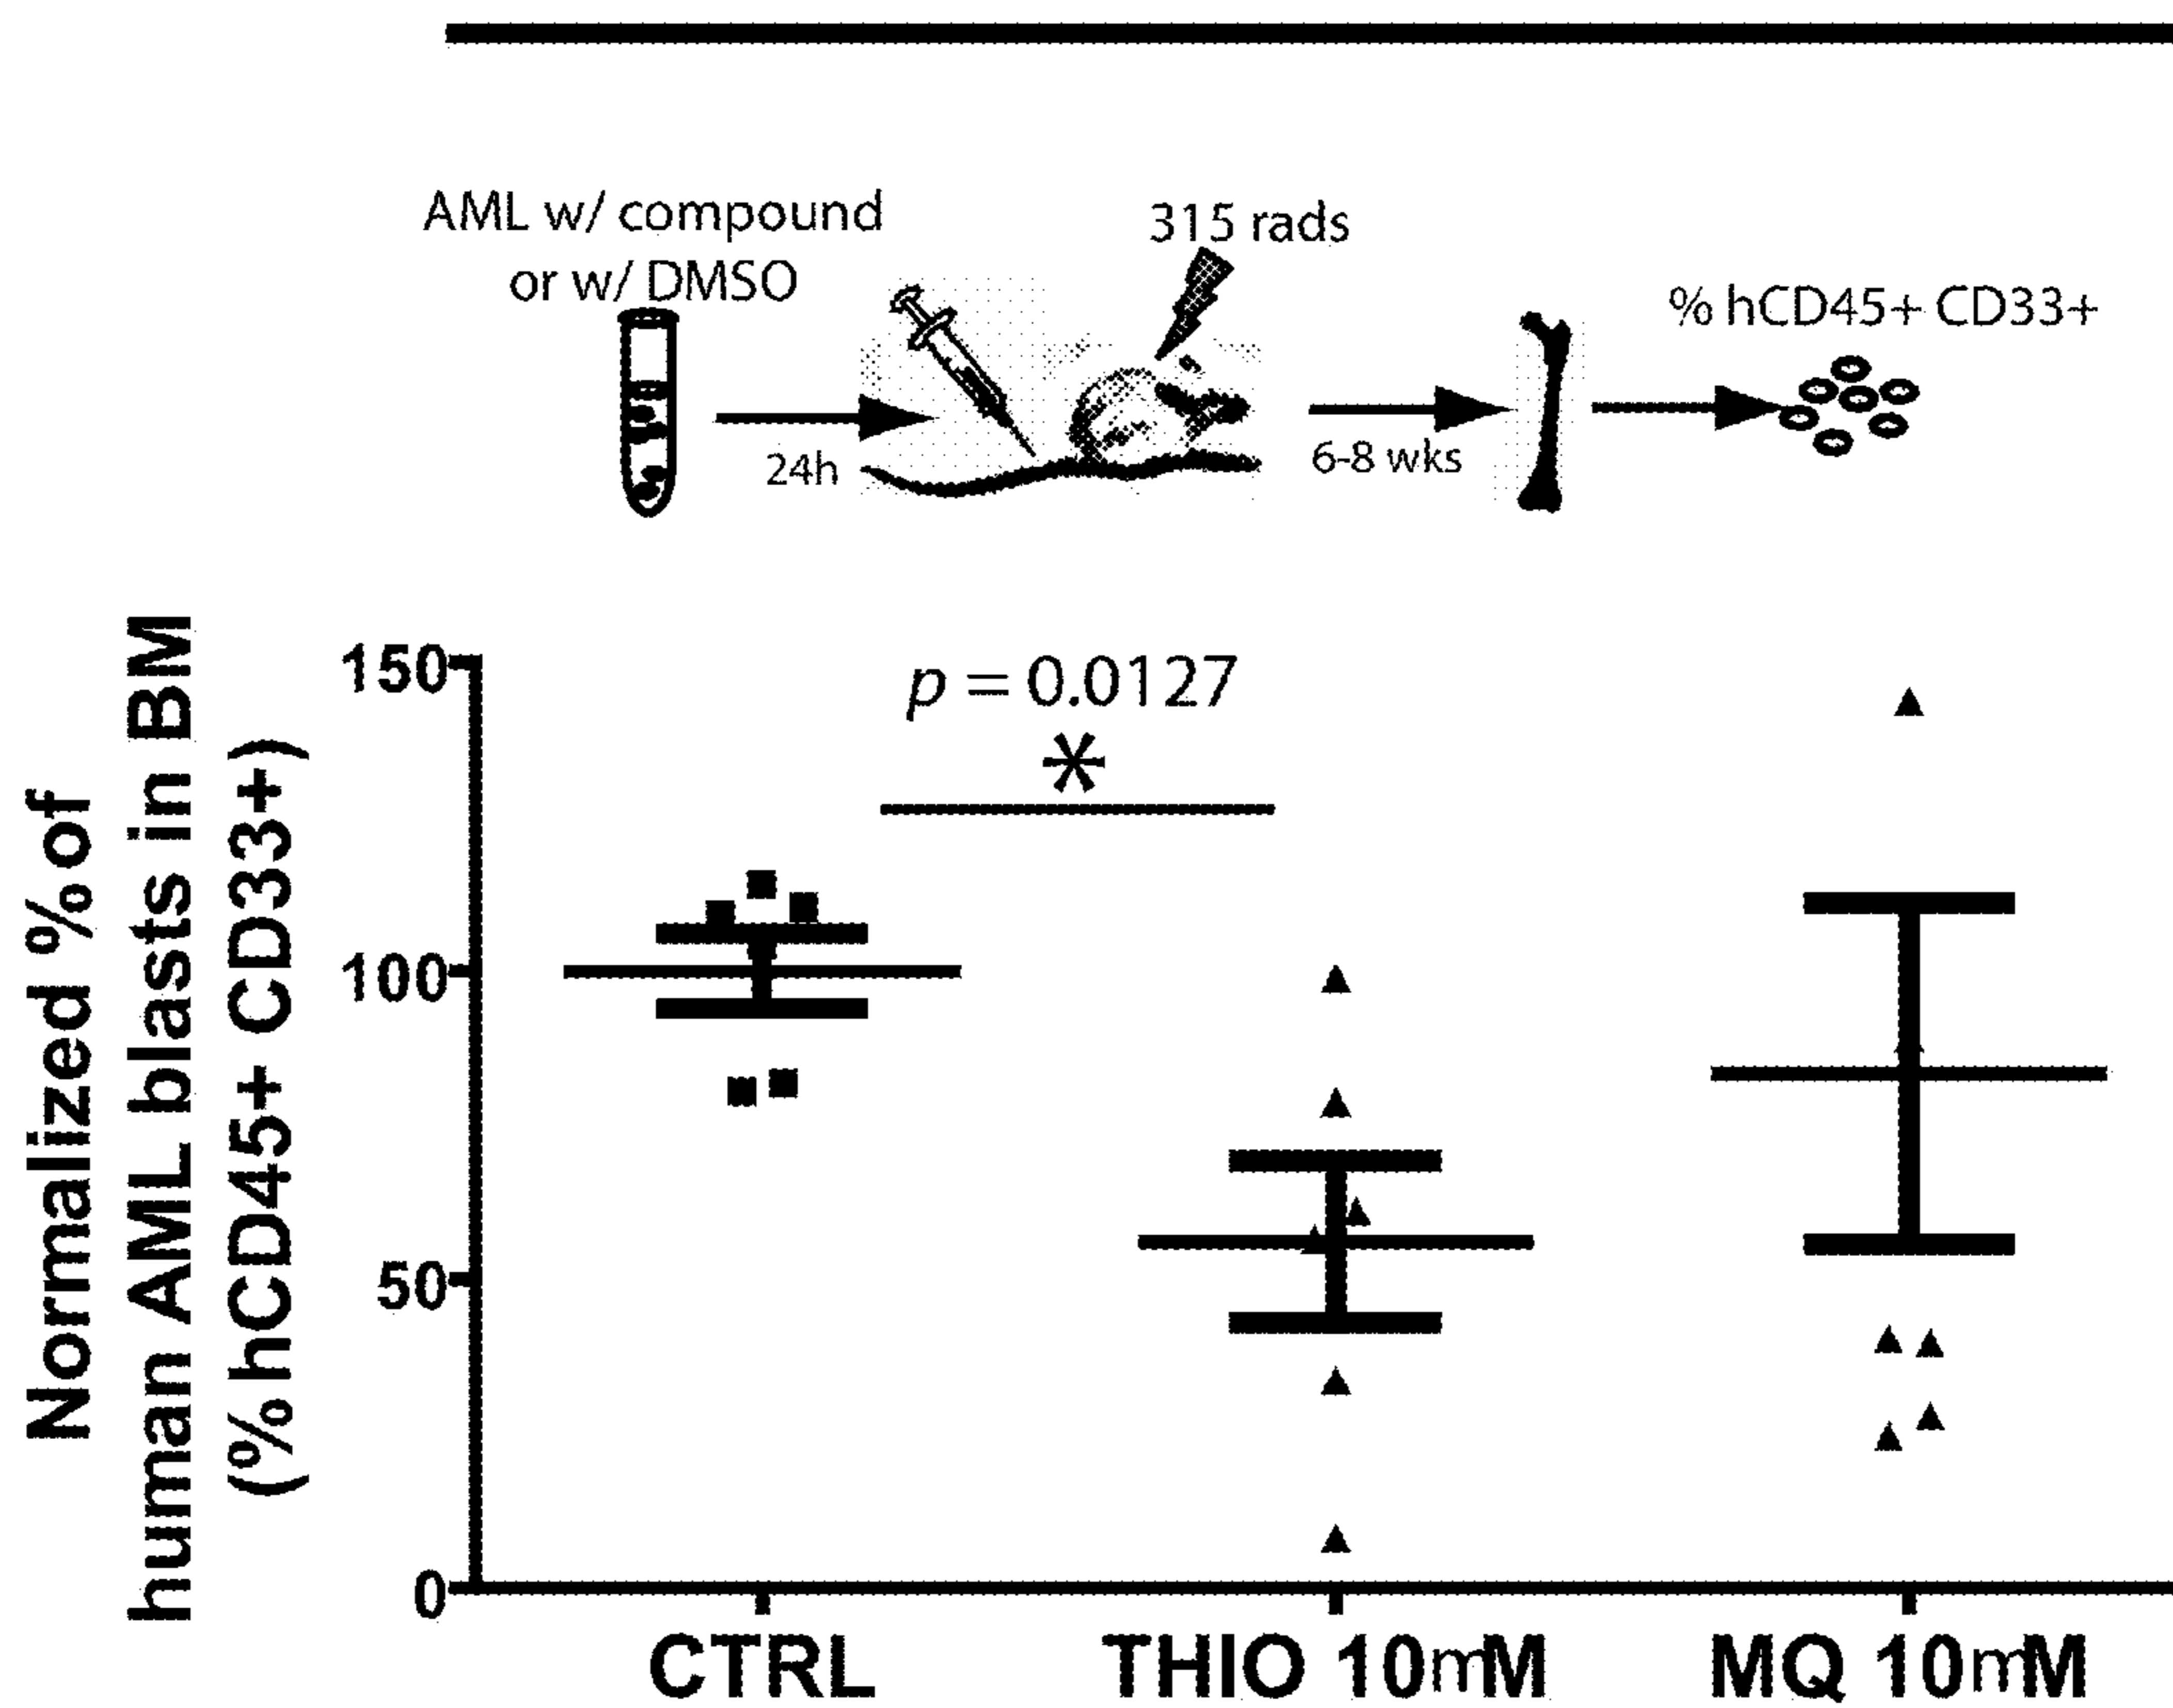 AML w/ compound
or w/ DMSO
315 rads
% hCD45+ CD33+
24h
6-8 wks
Normalized % of
human AML blasts in BM
(% hCD45+ CD33+)
150
100
50
0
p = 0.0127
*
CTRL
THIO 10mM
MQ 10mM